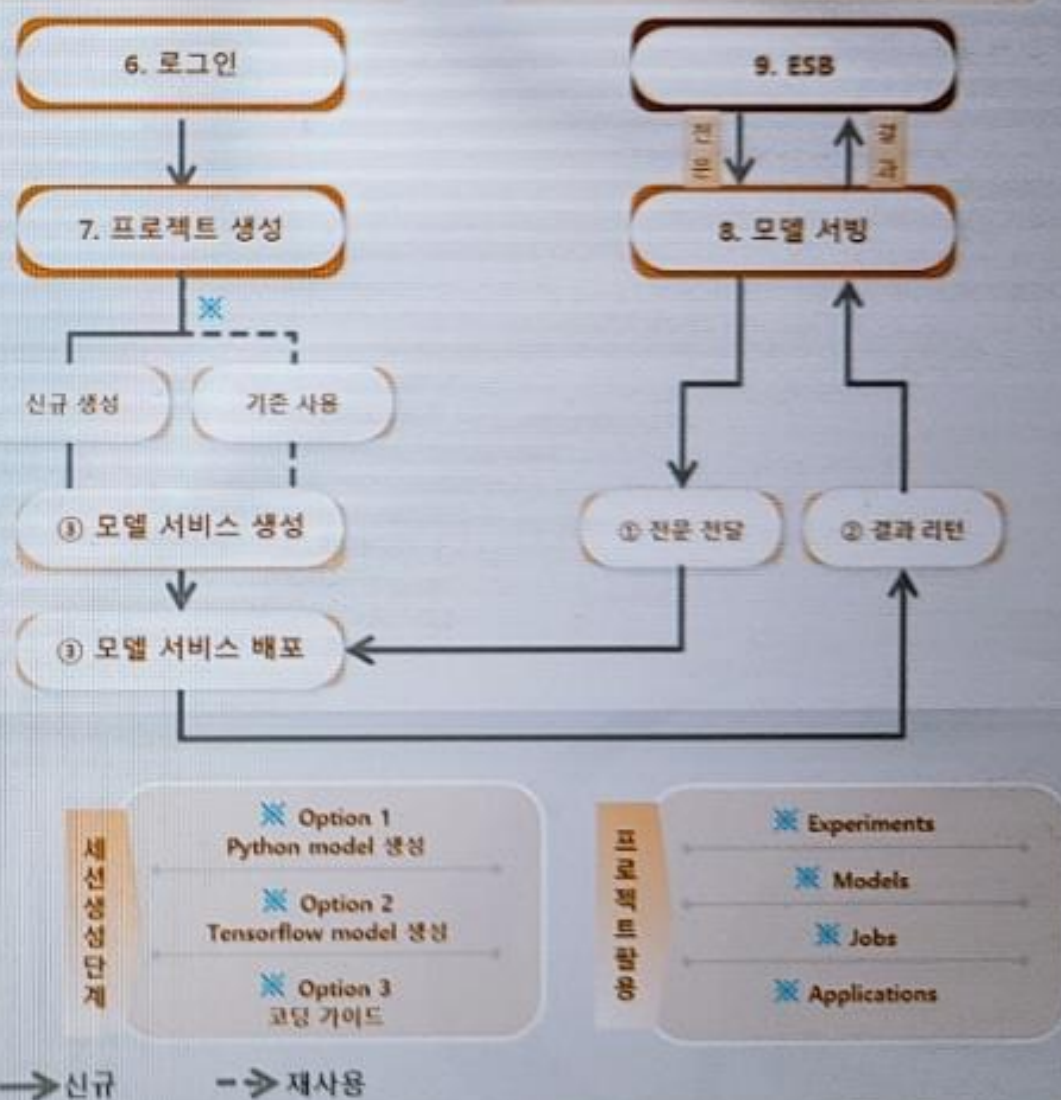 6. 로그인
9. ESB
전문
결과
7. 프로젝트 생성
8. 모델 서빙
※
신규 생성
기존 사용
③ 모델 서비스 생성
① 전문 전달
② 결과 리턴
③ 모델 서비스 배포
세션생성단계
※ Option 1
Python model 생성
※ Option 2
Tensorflow model 생성
※ Option 3
코딩 가이드
프로젝트활용
※ Experiments
※ Models
※ Jobs
※ Applications
신규
재사용